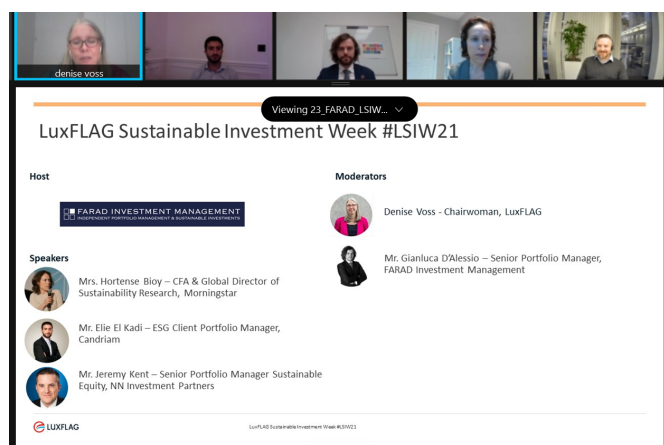 denise voss
Viewing 23_FARAD_LSIW...
LuxFLAG Sustainable Investment Week #LSIW21
Host
FARAD INVESTMENT MANAGEMENT
INDEPENDENT PORTFOLIO MANAGEMENT & SUSTAINABLE INVESTMENTS
Speakers
Mrs. Hortense Bioy – CFA & Global Director of
Sustainability Research, Morningstar
Mr. Elie El Kadi – ESG Client Portfolio Manager,
Candriam
Mr. Jeremy Kent – Senior Portfolio Manager Sustainable
Equity, NN Investment Partners
Moderators
Denise Voss - Chairwoman, LuxFLAG
Mr. Gianluca D'Alessio – Senior Portfolio Manager,
FARAD Investment Management
LUXFLAG
LuxFLAG Sustainable Investment Week #LSIW21